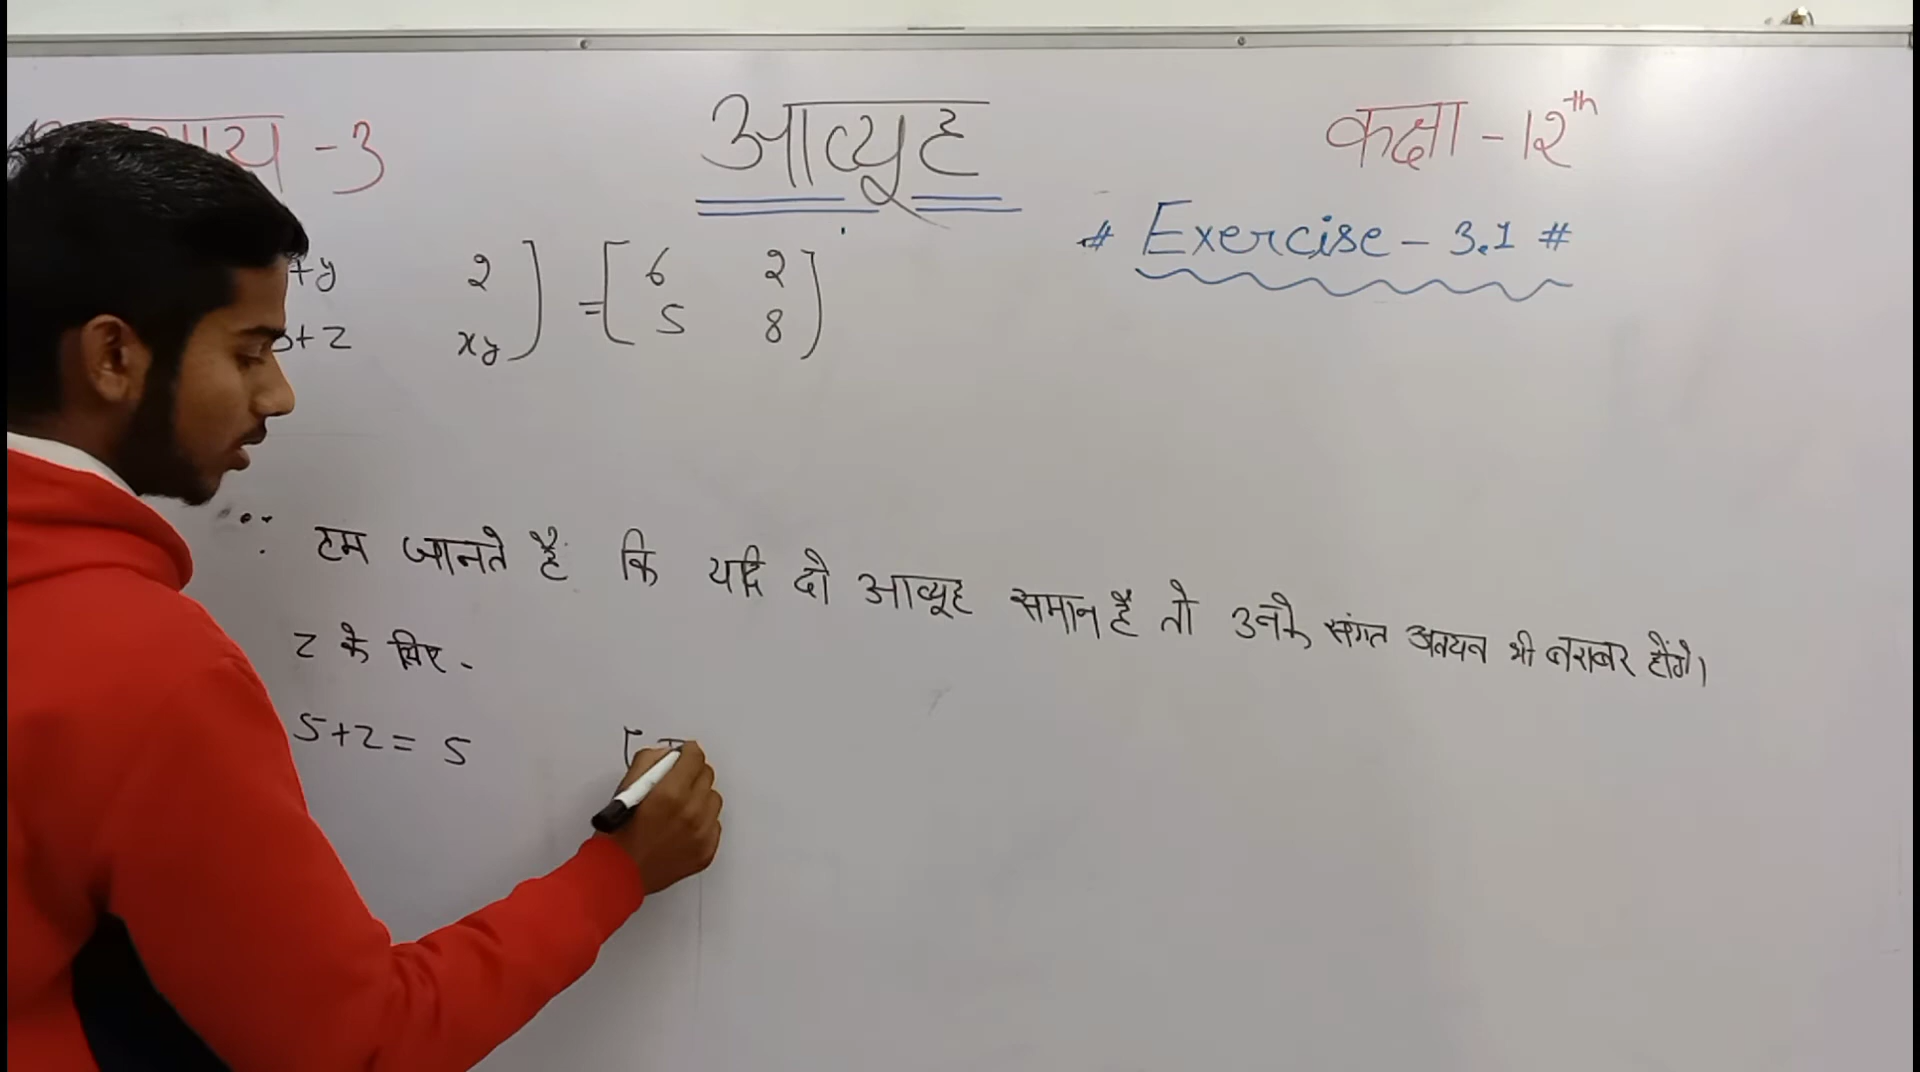 -3
आव्यूह
कक्षा - 12th
# Exercise - 3.1 #
+y 2 ] = [ 6 2 ]
+z xy 5 8
∵ हम जानते है कि यदि दो आव्यूह समान है तो उनके संगत अवयव भी बराबर होंगे।
z के लिए -
5+z = 5